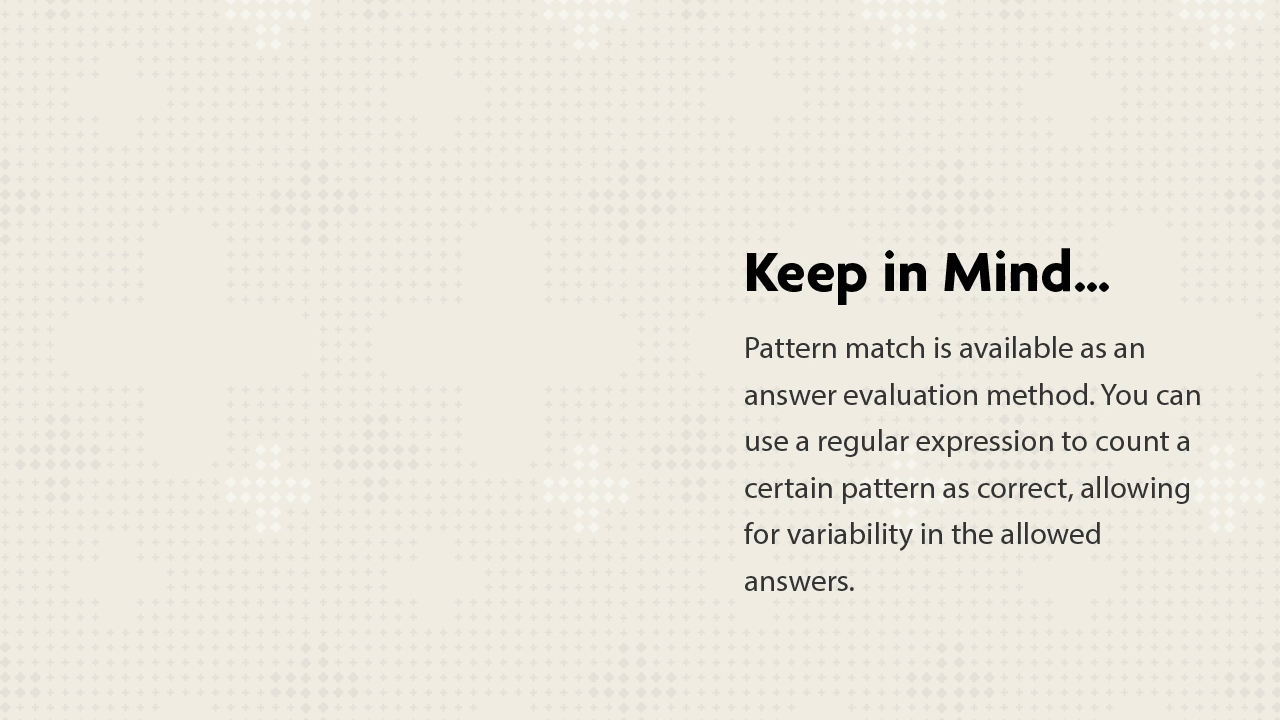 Keep in Mind...
Pattern match is available as an
answer evaluation method. You can
use a regular expression to count a
certain pattern as correct, allowing
for variability in the allowed
answers.